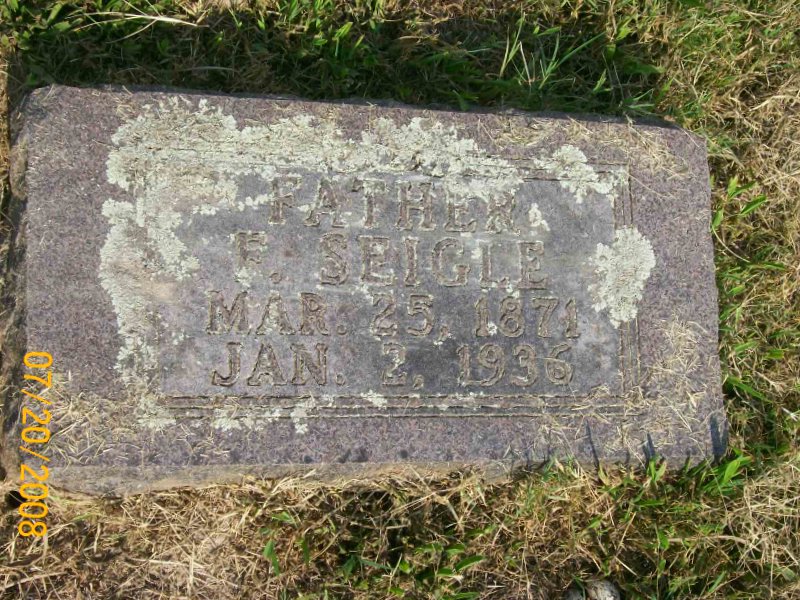 FATHER
F. SEIGLE
MAR. 25, 1871
JAN. 2, 1936
07/20/2008